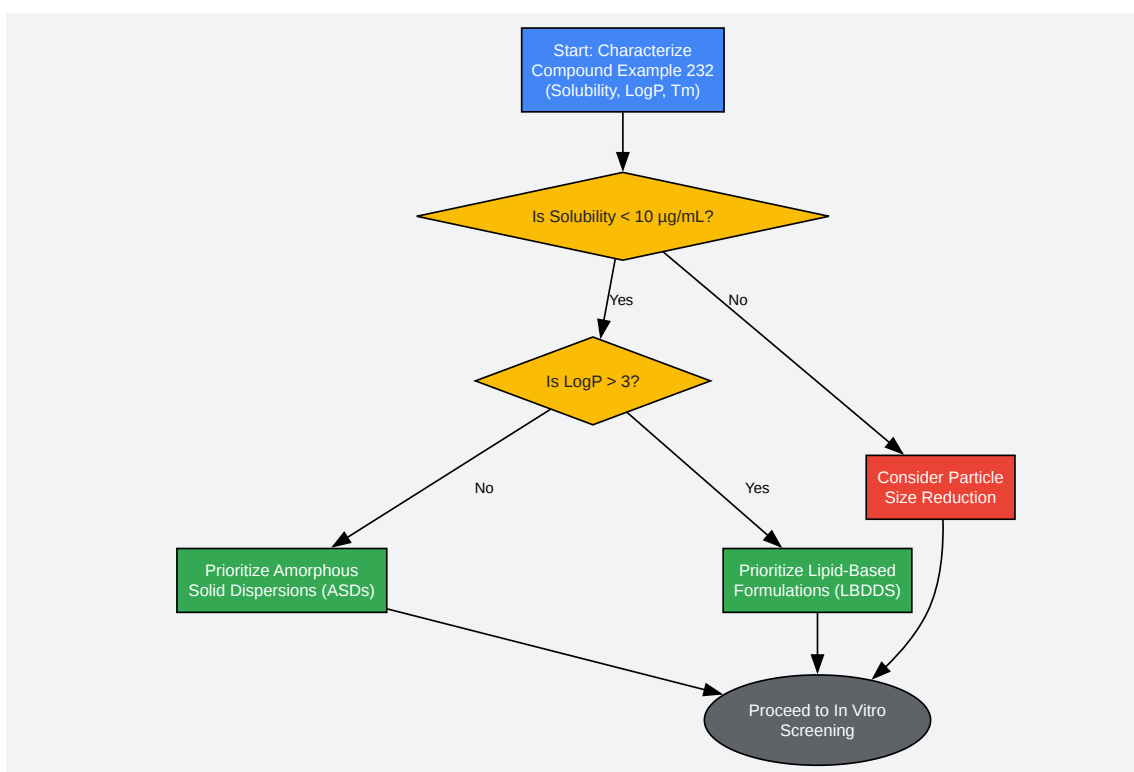 Start: Characterize
Compound Example 232
(Solubility, LogP, Tm)
Is Solubility < 10 µg/mL?
Yes
No
Is LogP > 3?
No
Yes
Consider Particle
Size Reduction
Prioritize Amorphous
Solid Dispersions (ASDs)
Prioritize Lipid-Based
Formulations (LBDDS)
Proceed to In Vitro
Screening